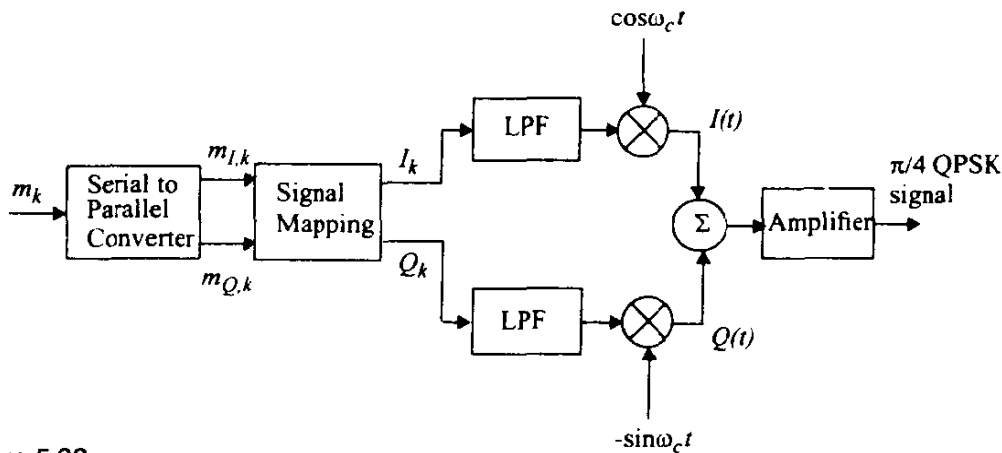 cosω_c t
LPF
I(t)
m_I,k
I_k
π/4 QPSK
signal
m_k
Serial to
Parallel
Converter
Signal
Mapping
Σ
Amplifier
Q_k
m_Q,k
LPF
Q(t)
-sinω_c t